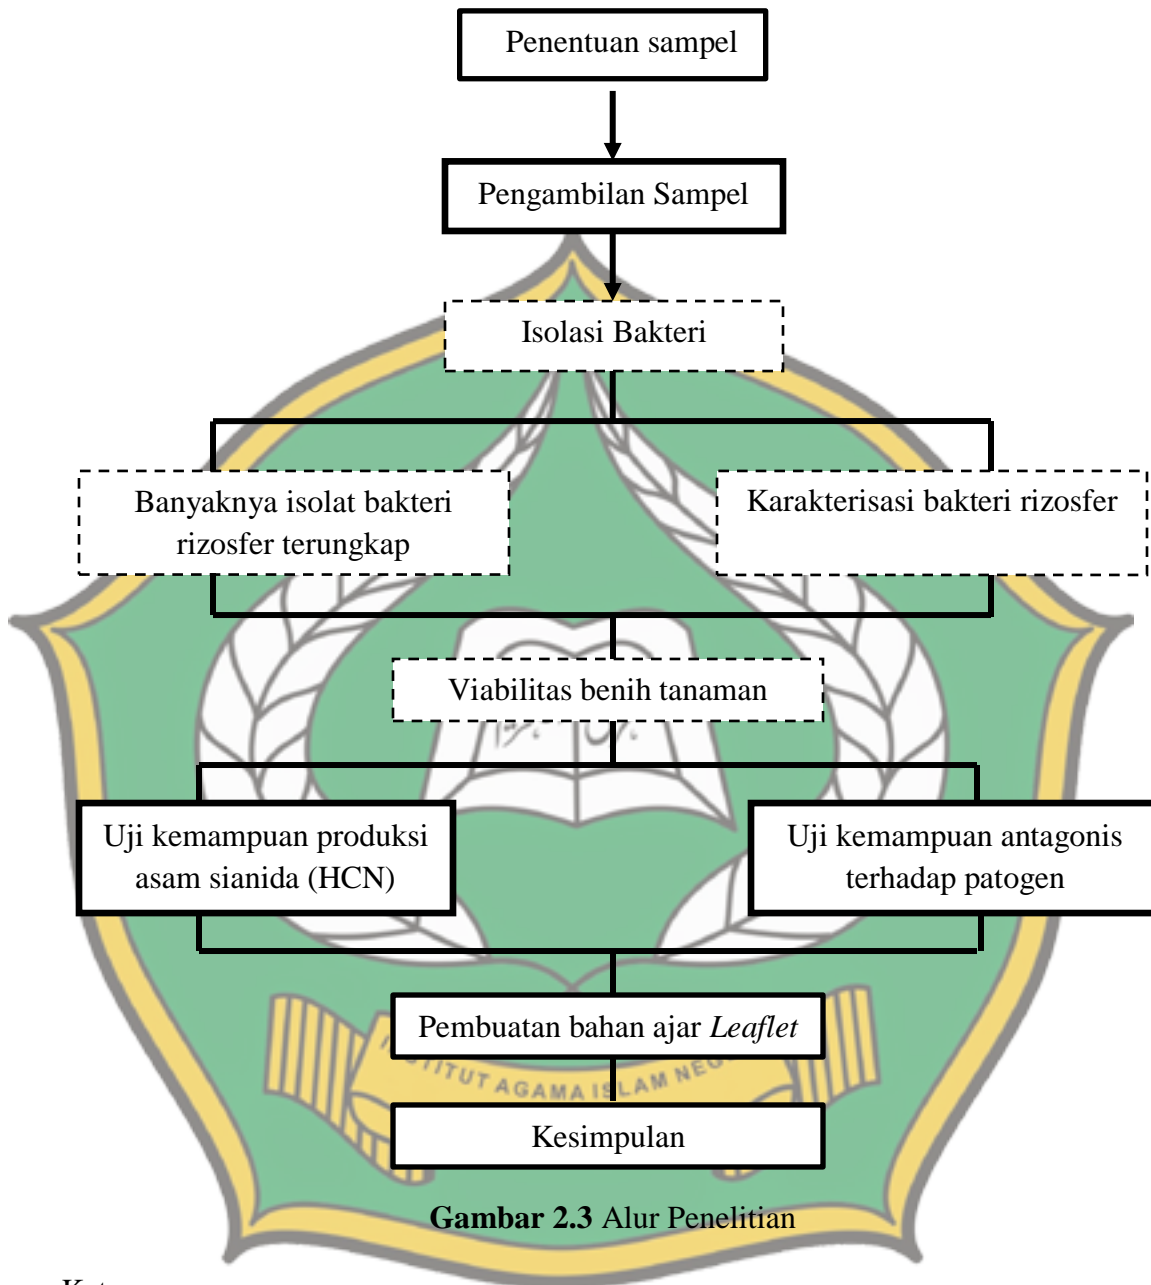 Penentuan sampel
Pengambilan Sampel
Isolasi Bakteri
Banyaknya isolat bakteri
rizosfer terungkap
Karakterisasi bakteri rizosfer
Viabilitas benih tanaman
Uji kemampuan produksi
asam sianida (HCN)
Uji kemampuan antagonis
terhadap patogen
Pembuatan bahan ajar Leaflet
AGAMA ISLAM
Kesimpulan
Gambar 2.3 Alur Penelitian